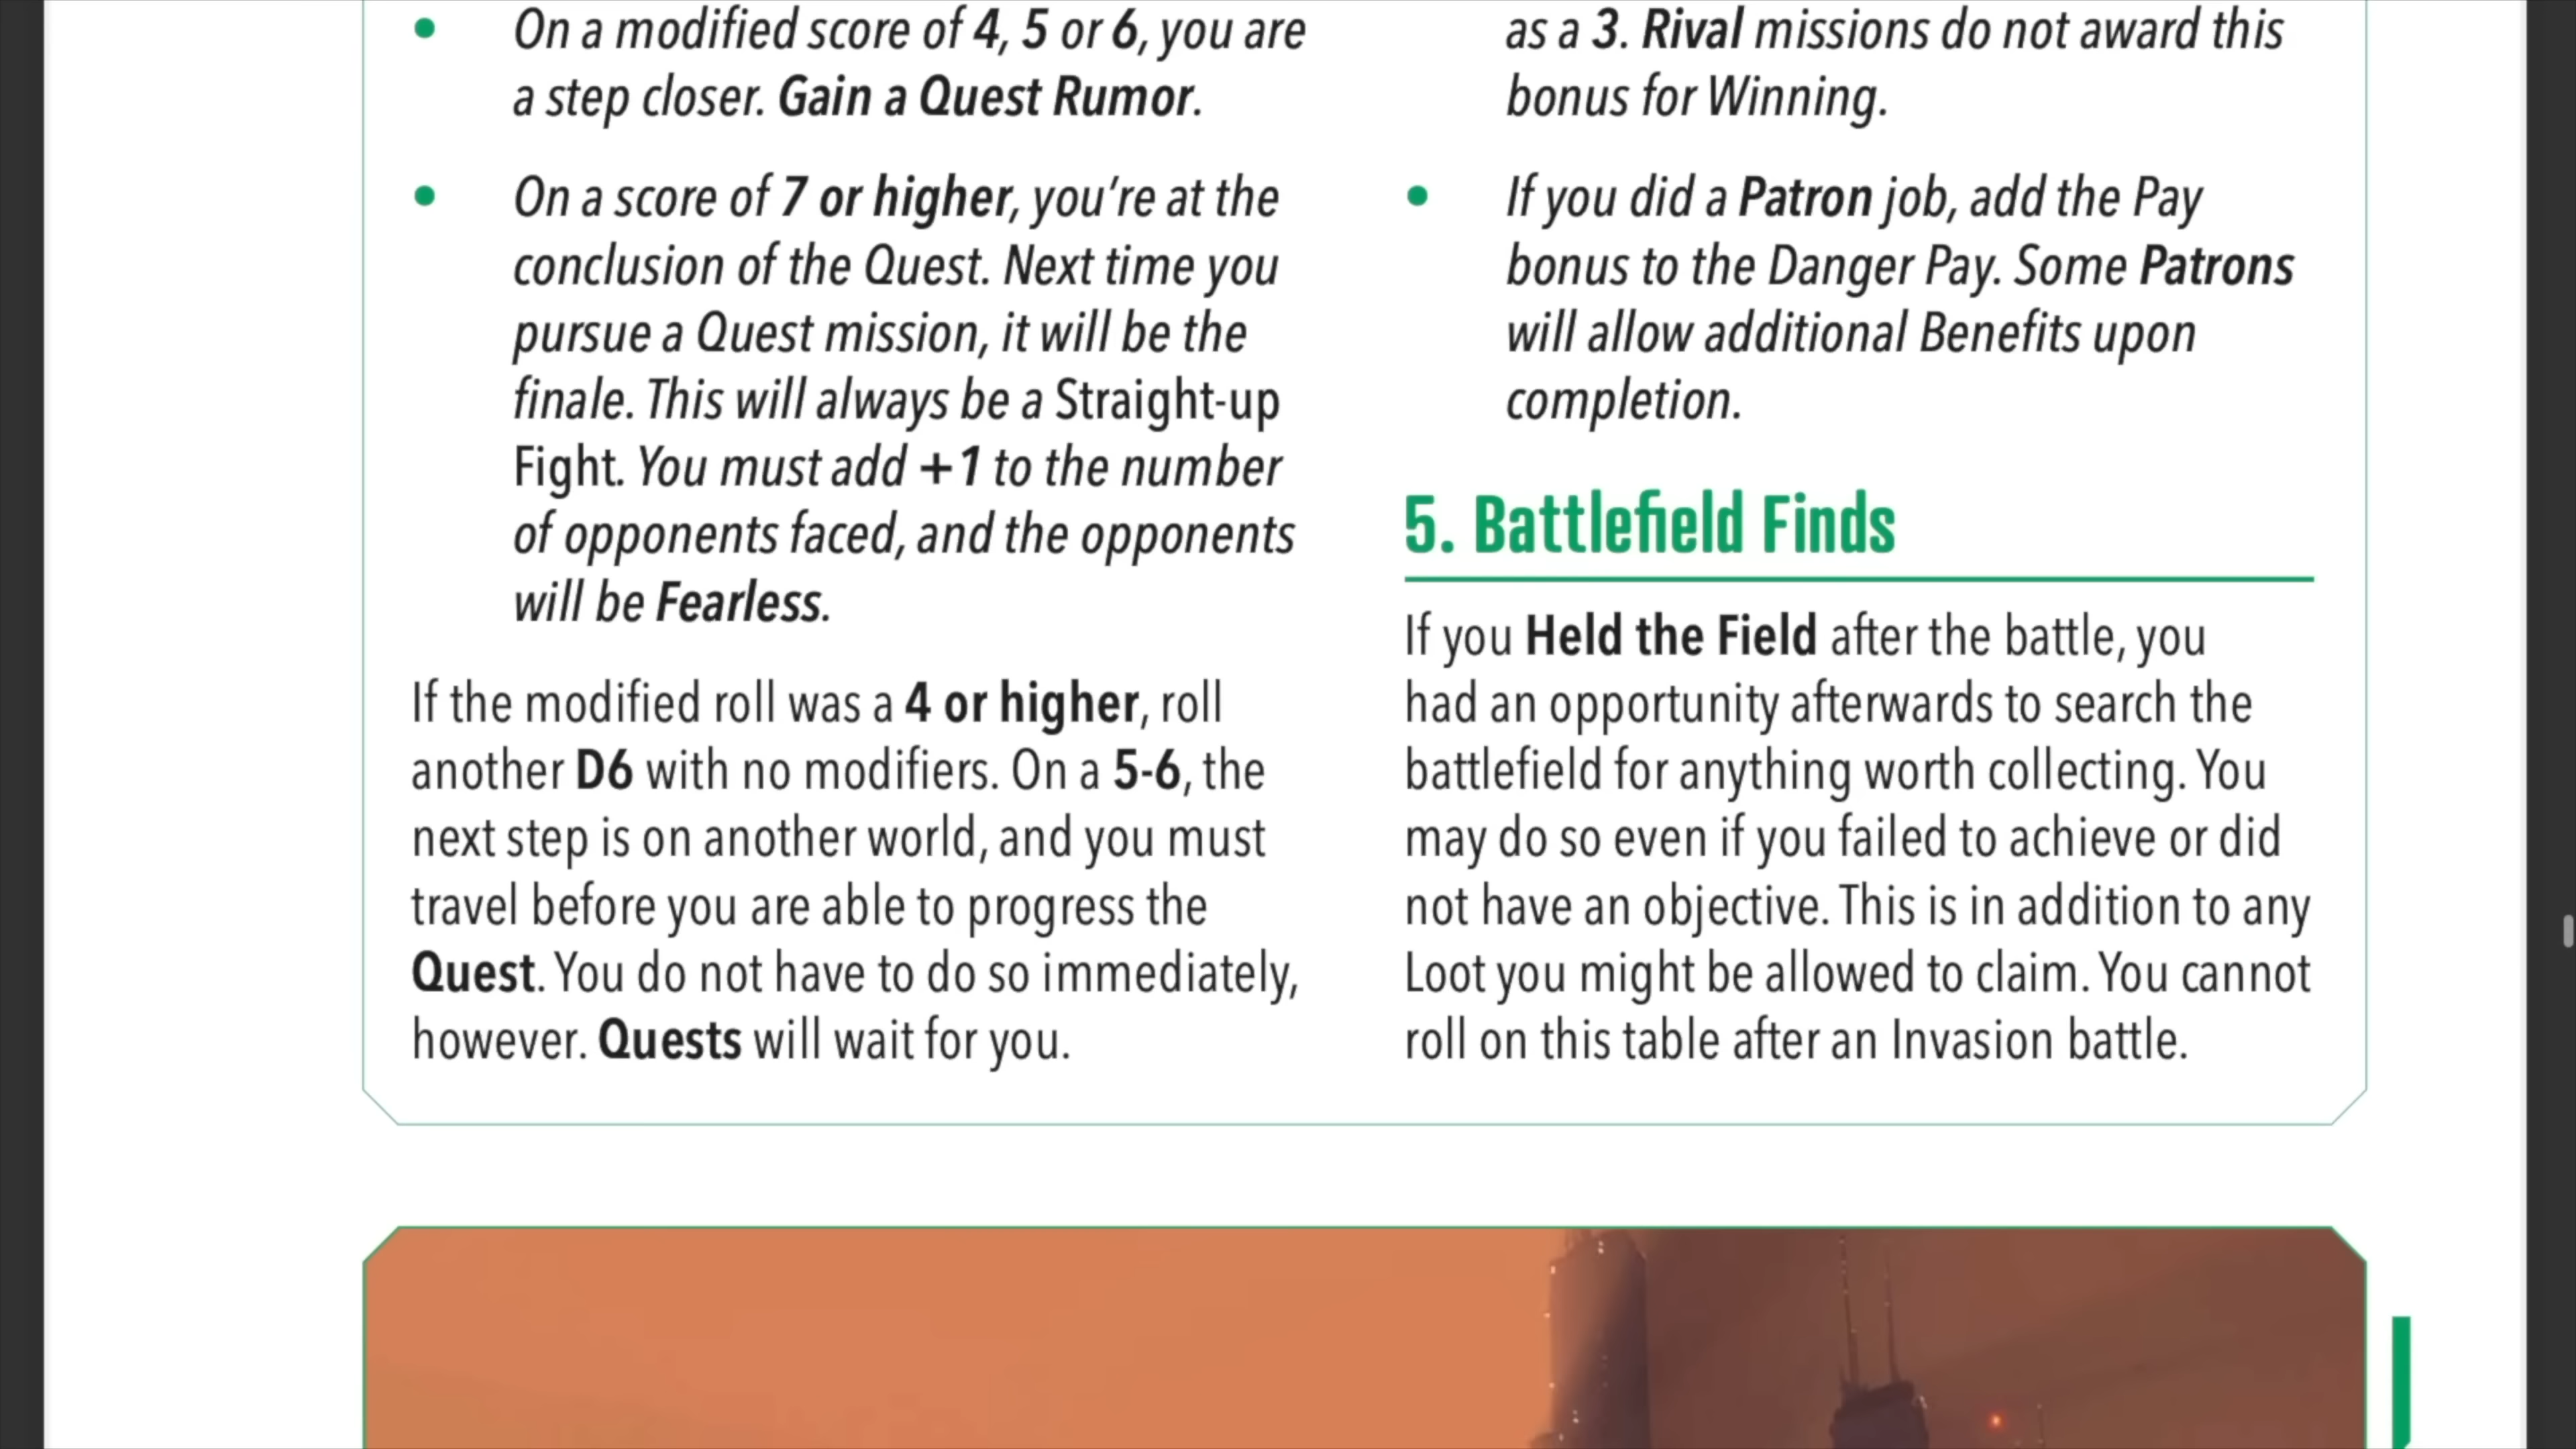 On a modified score of 4, 5 or 6, you are
a step closer. Gain a Quest Rumor.
On a score of 7 or higher, you're at the
conclusion of the Quest. Next time you
pursue a Quest mission, it will be the
finale. This will always be a Straight-up
Fight. You must add +1 to the number
of opponents faced, and the opponents
will be Fearless.
If the modified roll was a 4 or higher, roll
another D6 with no modifiers. On a 5-6, the
next step is on another world, and you must
travel before you are able to progress the
Quest. You do not have to do so immediately,
however. Quests will wait for you.
as a 3. Rival missions do not award this
bonus for Winning.
If you did a Patron job, add the Pay
bonus to the Danger Pay. Some Patrons
will allow additional Benefits upon
completion.
5. Battlefield Finds
If you Held the Field after the battle, you
had an opportunity afterwards to search the
battlefield for anything worth collecting. You
may do so even if you failed to achieve or did
not have an objective. This is in addition to any
Loot you might be allowed to claim. You cannot
roll on this table after an Invasion battle.